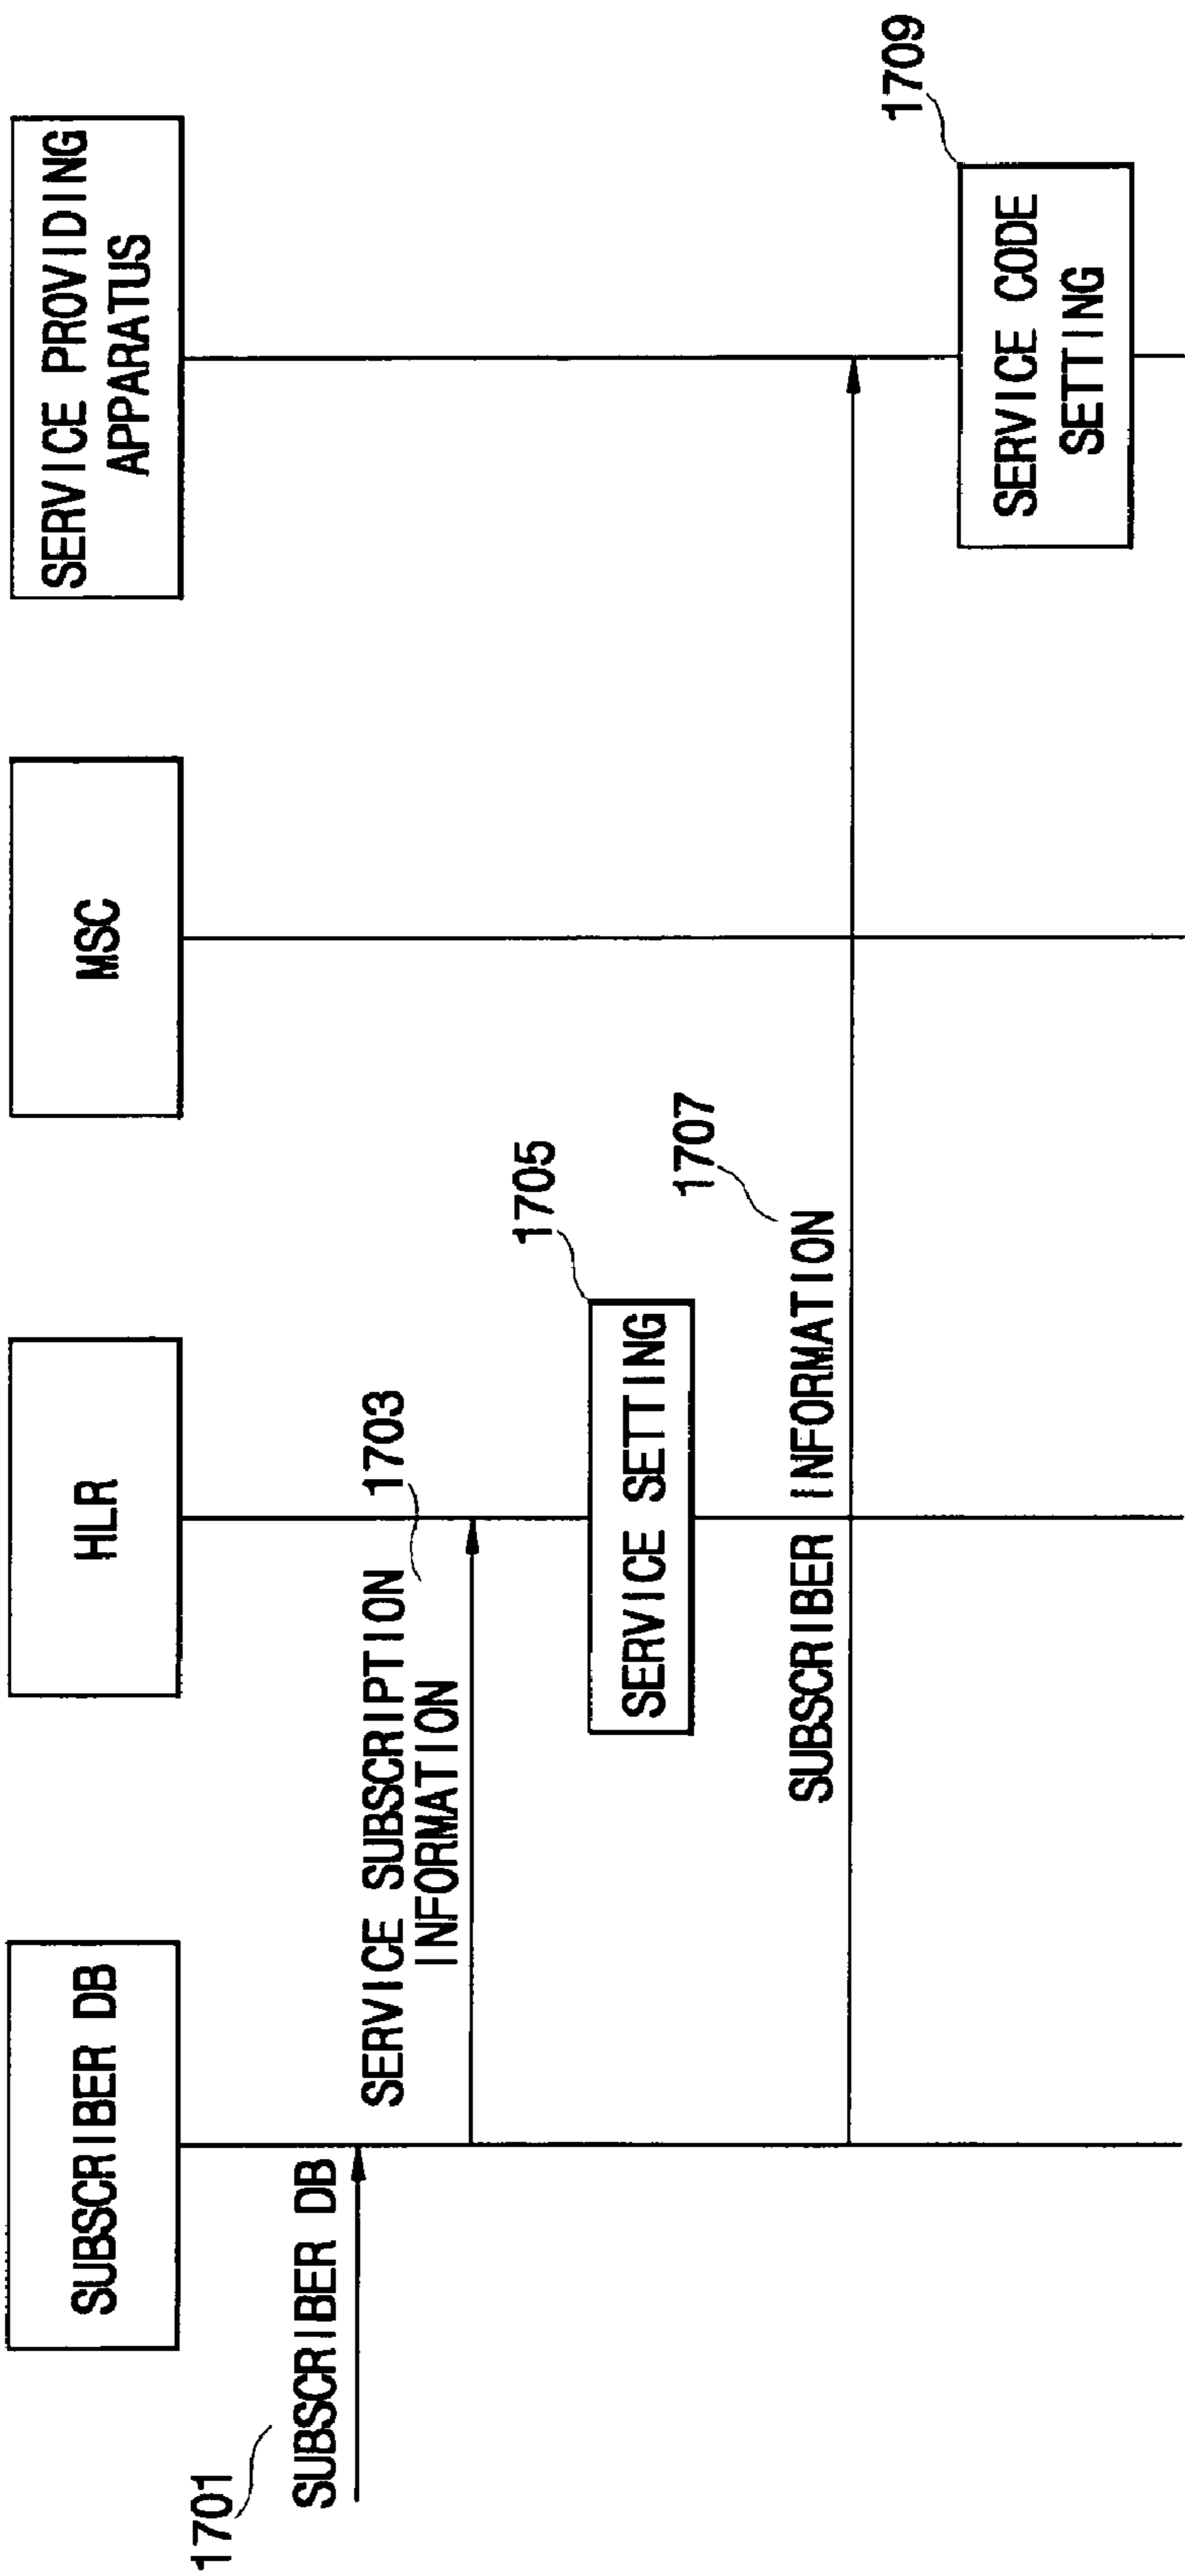 SUBSCRIBER DB
HLR
MSC
SERVICE PROVIDING
APPARATUS
1701
SUBSCRIBER DB
SERVICE SUBSCRIPTION
INFORMATION
1703
SERVICE SETTING
1705
SUBSCRIBER INFORMATION
1707
SERVICE CODE
SETTING
1709